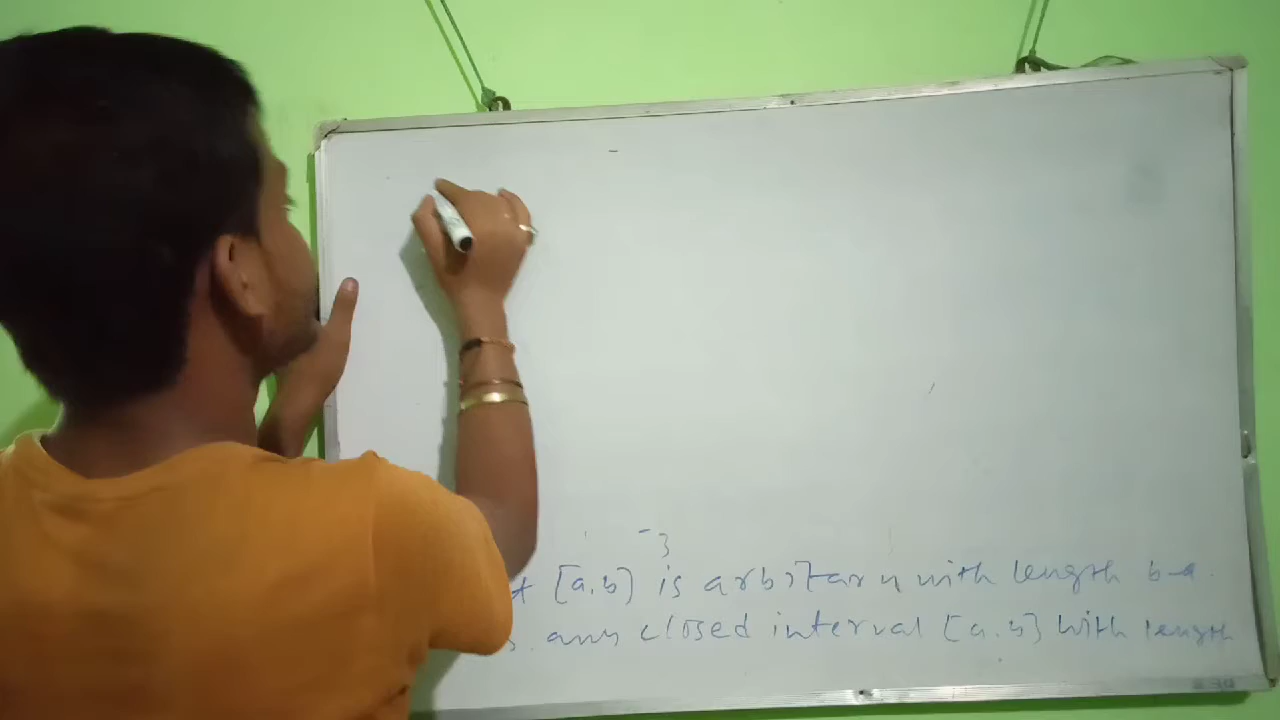 [a,b] is arbitrary with length b-a.
any closed interval [a,b] with length